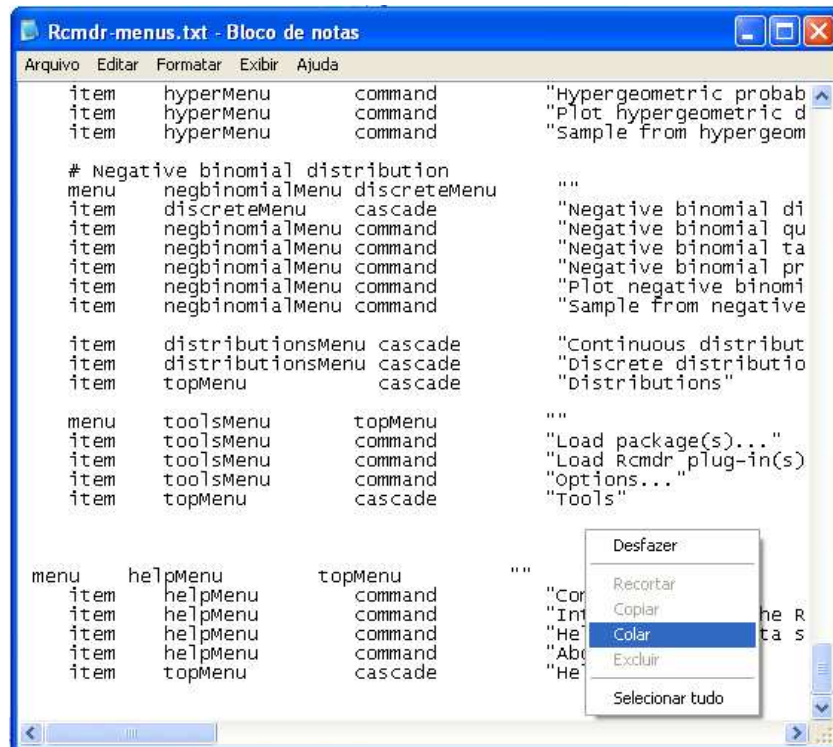 Rcmdr-menus.txt - Bloco de notas
Arquivo Editar Formatar Exibir Ajuda
item hyperMenu command "Hypergeometric probab
item hyperMenu command "Plot hypergeometric d
item hyperMenu command "Sample from hypergeom
# Negative binomial distribution
menu negbinomialMenu discreteMenu ""
item discreteMenu cascade "Negative binomial di
item negbinomialMenu command "Negative binomial qu
item negbinomialMenu command "Negative binomial ta
item negbinomialMenu command "Negative binomial pr
item negbinomialMenu command "Plot negative binomi
item negbinomialMenu command "Sample from negative
item distributionsMenu cascade "Continuous distribut
item distributionsMenu cascade "Discrete distributio
item topMenu cascade "Distributions"
menu toolsMenu topMenu ""
item toolsMenu command "Load package(s)..."
item toolsMenu command "Load Rcmdr plug-in(s)
item toolsMenu command "Options..."
item topMenu cascade "Tools"
menu helpMenu topMenu ""
item helpMenu command "Con
item helpMenu command "Int he R
item helpMenu command "He ta s
item helpMenu command "Abo
item topMenu cascade "He
Desfazer
Recortar
Copiar
Colar
Excluir
Selecionar tudo